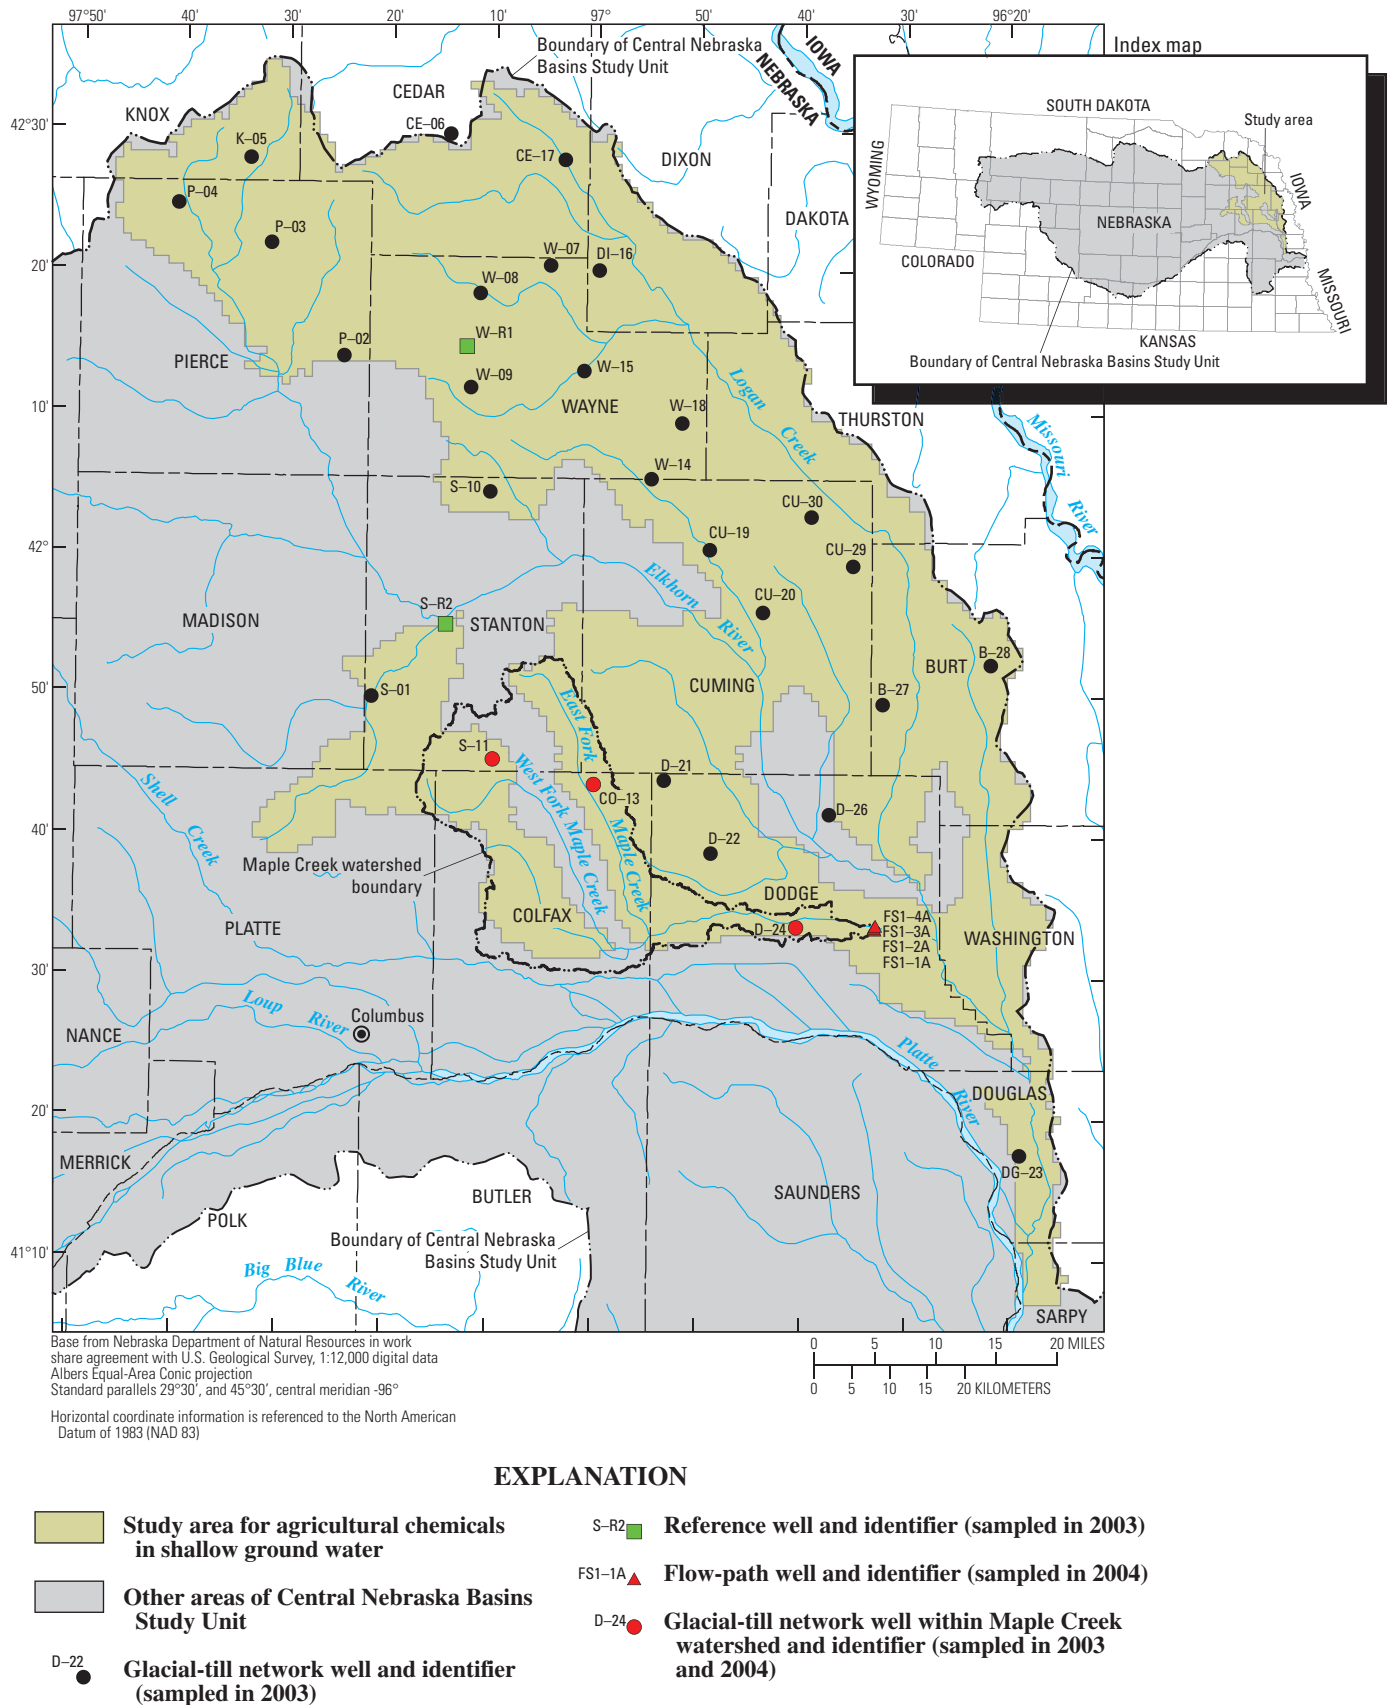 97°50'
40'
30'
20'
10'
97°
50'
40'
30'
96°20'
Index map
Boundary of Central Nebraska
Basins Study Unit
IOWA
NEBRASKA
KNOX
CEDAR
CE–06
42°30'
K–05
CE–17
DIXON
P–04
DAKOTA
P–03
W–07
DI–16
20'
W–08
W–R1
P–02
PIERCE
W–09
W–15
WAYNE
10'
W–18
Logan
Creek
THURSTON
Missouri
River
W–14
S–10
CU–30
CU–19
42°
CU–29
Elkhorn
River
CU–20
S–R2
MADISON
STANTON
B–28
BURT
S–01
CUMING
50'
B–27
East Fork
Maple Creek
S–11
West Fork Maple Creek
D–21
Shell
Creek
CO–13
D–26
40'
D–22
Maple Creek watershed
boundary
DODGE
COLFAX
FS1–4A
FS1–3A
FS1–2A
FS1–1A
D–24
PLATTE
WASHINGTON
30'
Loup
River
Columbus
NANCE
Platte
River
DOUGLAS
20'
MERRICK
DG–23
SAUNDERS
BUTLER
POLK
Boundary of Central Nebraska
Basins Study Unit
41°10'
Big Blue
River
SARPY
SOUTH DAKOTA
Study area
WYOMING
IOWA
NEBRASKA
COLORADO
MISSOURI
KANSAS
Boundary of Central Nebraska Basins Study Unit
Base from Nebraska Department of Natural Resources in work
share agreement with U.S. Geological Survey, 1:12,000 digital data
Albers Equal-Area Conic projection
Standard parallels 29°30', and 45°30', central meridian -96°
Horizontal coordinate information is referenced to the North American
Datum of 1983 (NAD 83)
0 5 10 15 20 MILES
0 5 10 15 20 KILOMETERS
EXPLANATION
Study area for agricultural chemicals
in shallow ground water
Other areas of Central Nebraska Basins
Study Unit
D–22
Glacial-till network well and identifier
(sampled in 2003)
S–R2
Reference well and identifier (sampled in 2003)
FS1–1A
Flow-path well and identifier (sampled in 2004)
D–24
Glacial-till network well within Maple Creek
watershed and identifier (sampled in 2003
and 2004)